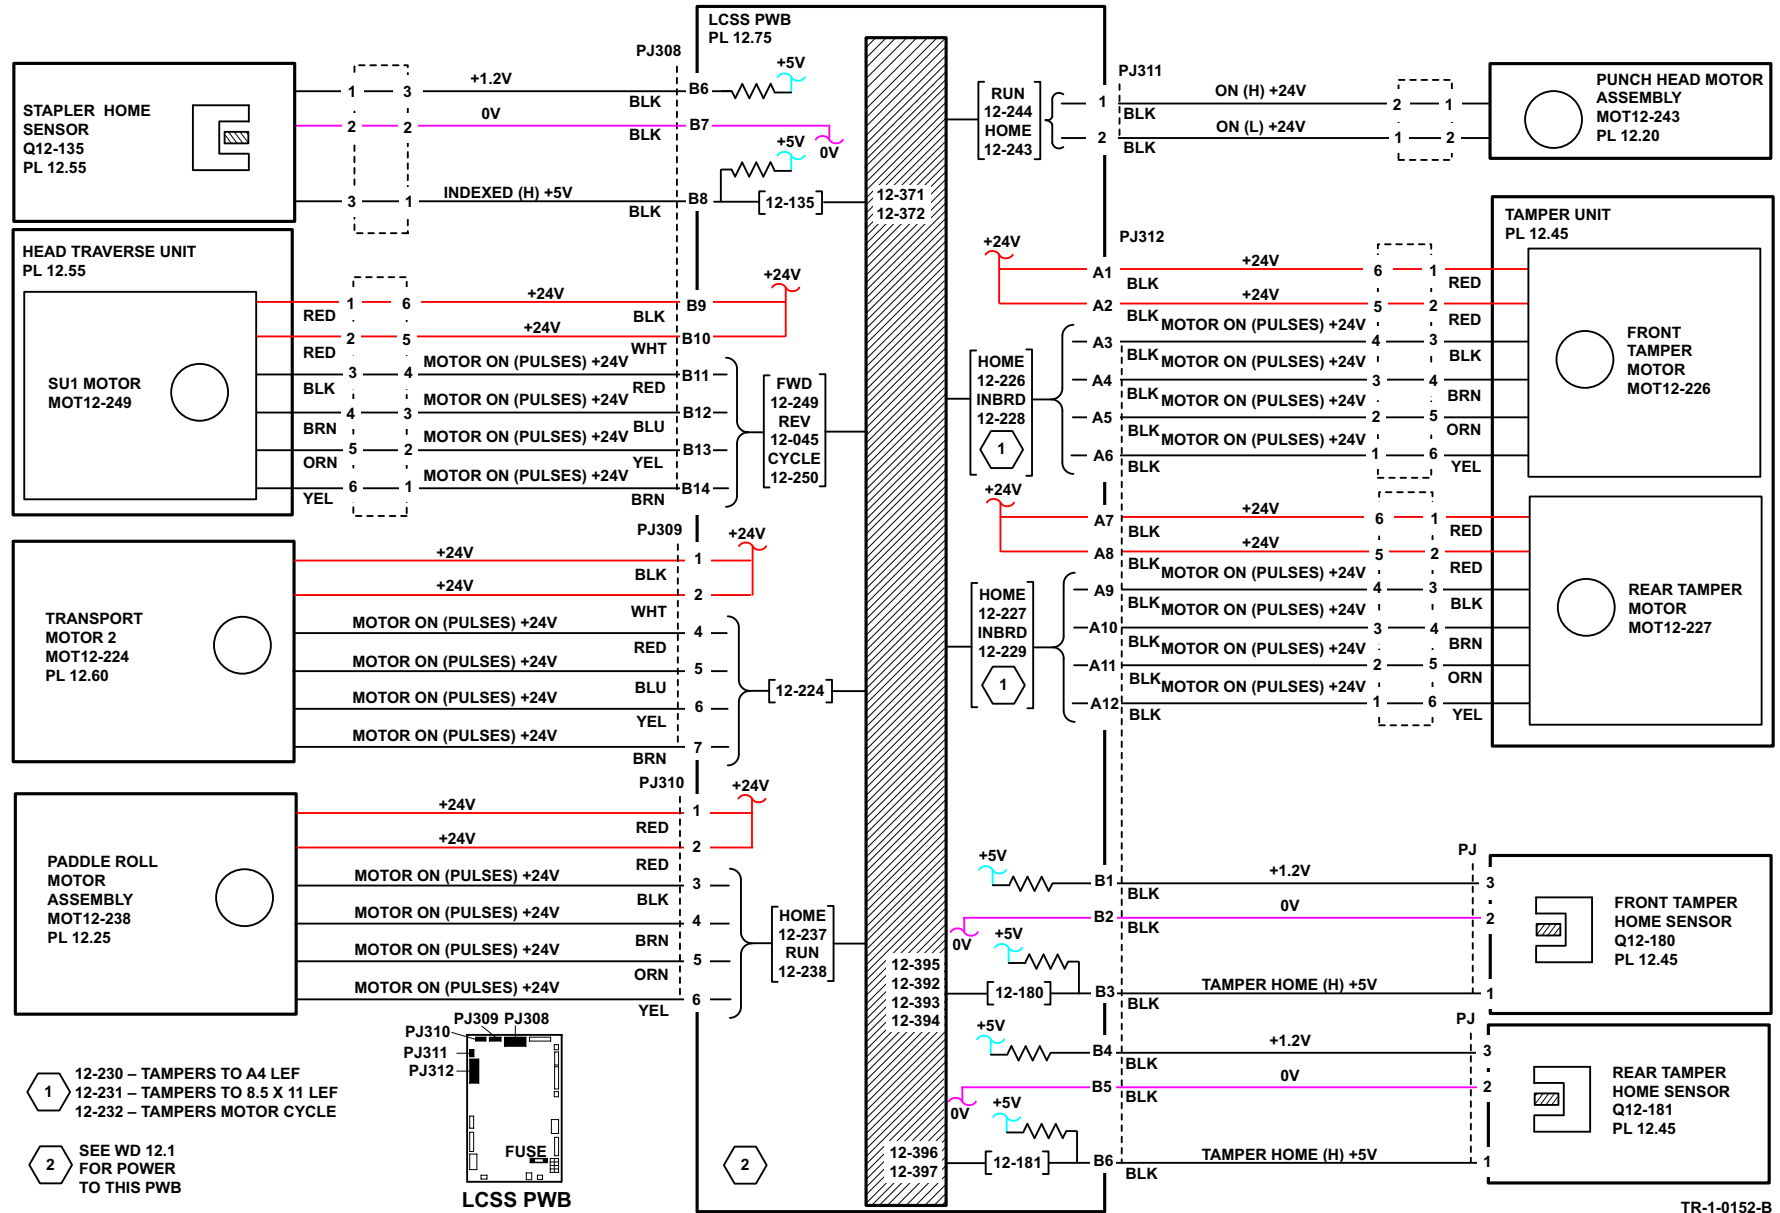 LCSS PWB
PL 12.75
PJ308
STAPLER HOME
SENSOR
Q12-135
PL 12.55
1 3 +1.2V BLK B6 +5V
2 2 0V BLK B7 0V
3 1 INDEXED (H) +5V BLK B8 +5V
[12-135]
12-371
12-372
HEAD TRAVERSE UNIT
PL 12.55
SU1 MOTOR
MOT12-249
RED 1 6 +24V BLK B9 +24V
RED 2 5 +24V WHT B10
BLK 3 4 MOTOR ON (PULSES) +24V RED B11
BRN 4 3 MOTOR ON (PULSES) +24V BLU B12
ORN 5 2 MOTOR ON (PULSES) +24V YEL B13
YEL 6 1 MOTOR ON (PULSES) +24V BRN B14
FWD
12-249
REV
12-045
CYCLE
12-250
PJ309
TRANSPORT
MOTOR 2
MOT12-224
PL 12.60
+24V BLK 1 +24V
+24V WHT 2
MOTOR ON (PULSES) +24V RED 4
MOTOR ON (PULSES) +24V BLU 5
MOTOR ON (PULSES) +24V YEL 6
MOTOR ON (PULSES) +24V BRN 7
[12-224]
PJ310
PADDLE ROLL
MOTOR
ASSEMBLY
MOT12-238
PL 12.25
+24V RED 1 +24V
+24V RED 2
MOTOR ON (PULSES) +24V BLK 3
MOTOR ON (PULSES) +24V BRN 4
MOTOR ON (PULSES) +24V ORN 5
MOTOR ON (PULSES) +24V YEL 6
HOME
12-237
RUN
12-238
PJ311
RUN
12-244
HOME
12-243
1 BLK ON (H) +24V 2 1
2 BLK ON (L) +24V 1 2
PUNCH HEAD MOTOR
ASSEMBLY
MOT12-243
PL 12.20
PJ312
TAMPER UNIT
PL 12.45
+24V
A1 BLK +24V 6 1 RED
A2 BLK +24V 5 2 RED
A3 BLK MOTOR ON (PULSES) +24V 4 3 BLK
A4 BLK MOTOR ON (PULSES) +24V 3 4 BRN
A5 BLK MOTOR ON (PULSES) +24V 2 5 ORN
A6 BLK MOTOR ON (PULSES) +24V 1 6 YEL
HOME
12-226
INBRD
12-228
1
FRONT
TAMPER
MOTOR
MOT12-226
+24V
A7 BLK +24V 6 1 RED
A8 BLK +24V 5 2 RED
A9 BLK MOTOR ON (PULSES) +24V 4 3 BLK
A10 BLK MOTOR ON (PULSES) +24V 3 4 BRN
A11 BLK MOTOR ON (PULSES) +24V 2 5 ORN
A12 BLK MOTOR ON (PULSES) +24V 1 6 YEL
HOME
12-227
INBRD
12-229
1
REAR TAMPER
MOTOR
MOT12-227
PJ
+5V B1 BLK +1.2V 3
0V B2 BLK 0V 2
+5V [12-180] B3 BLK TAMPER HOME (H) +5V 1
12-395
12-392
12-393
12-394
FRONT TAMPER
HOME SENSOR
Q12-180
PL 12.45
PJ
+5V B4 BLK +1.2V 3
0V B5 BLK 0V 2
+5V [12-181] B6 BLK TAMPER HOME (H) +5V 1
12-396
12-397
REAR TAMPER
HOME SENSOR
Q12-181
PL 12.45
PJ309 PJ308
PJ310
PJ311
PJ312
FUSE
LCSS PWB
1
12-230 – TAMPERS TO A4 LEF
12-231 – TAMPERS TO 8.5 X 11 LEF
12-232 – TAMPERS MOTOR CYCLE
2
SEE WD 12.1
FOR POWER
TO THIS PWB
2
TR-1-0152-B